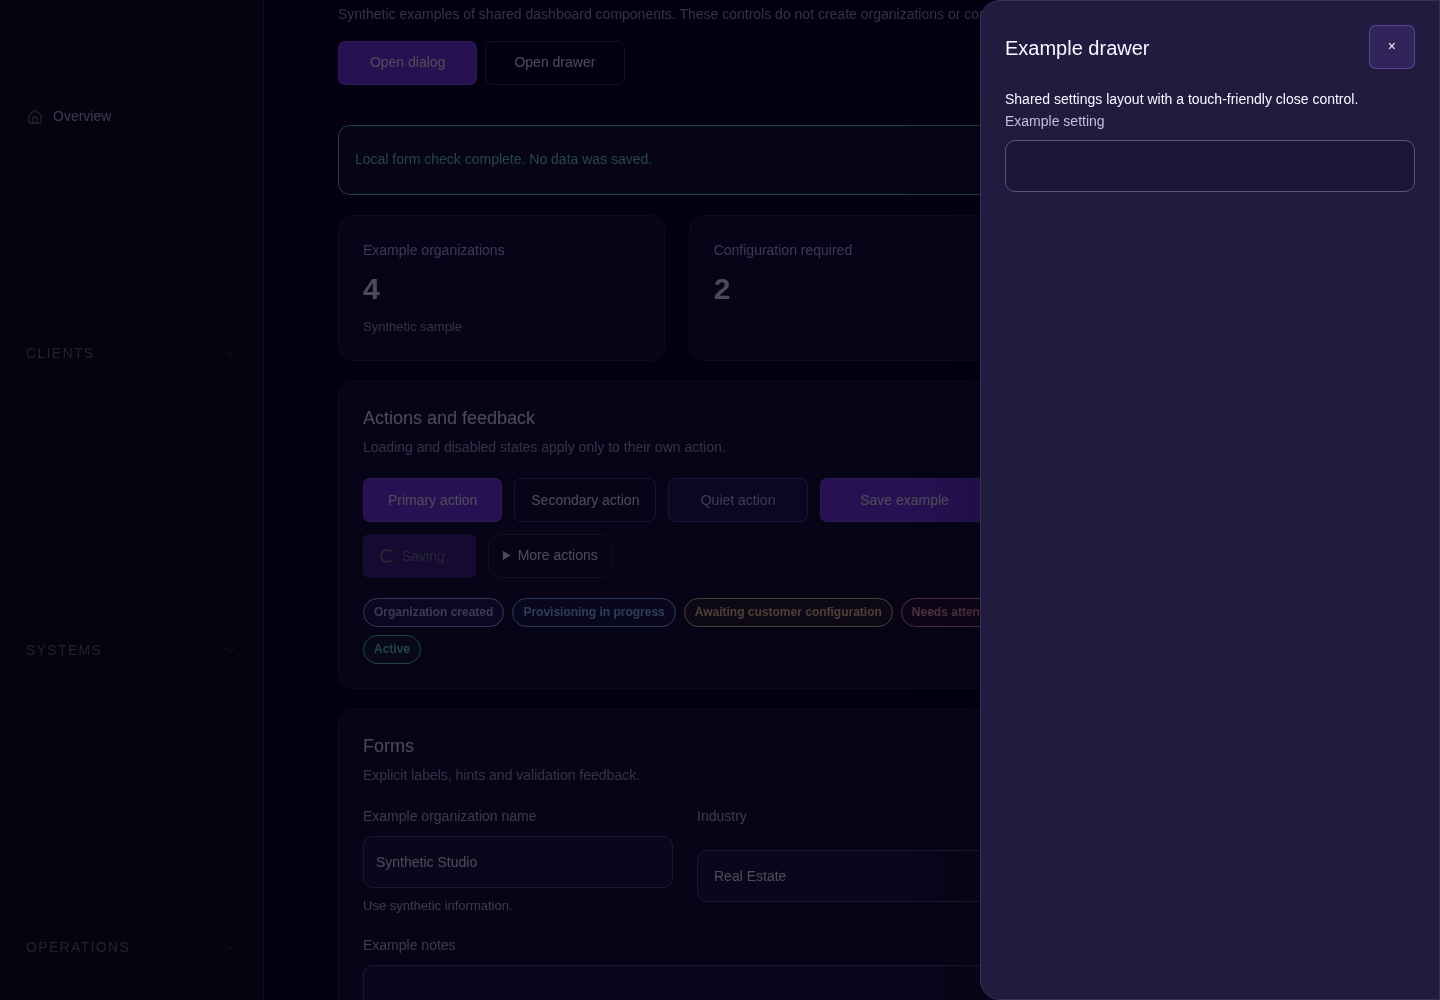 Synthetic examples of shared dashboard components. These controls do not create organizations or
Open dialog
Open drawer
Overview
Local form check complete. No data was saved.
Example organizations
4
Synthetic sample
Configuration required
2
CLIENTS
Actions and feedback
Loading and disabled states apply only to their own action.
Primary action
Secondary action
Quiet action
Save example
Saving…
More actions
Organization created
Provisioning in progress
Awaiting customer configuration
Needs
Active
SYSTEMS
Forms
Explicit labels, hints and validation feedback.
Example organization name
Industry
Synthetic Studio
Real Estate
Use synthetic information.
Example notes
OPERATIONS
Example drawer
×
Shared settings layout with a touch-friendly close control.
Example setting